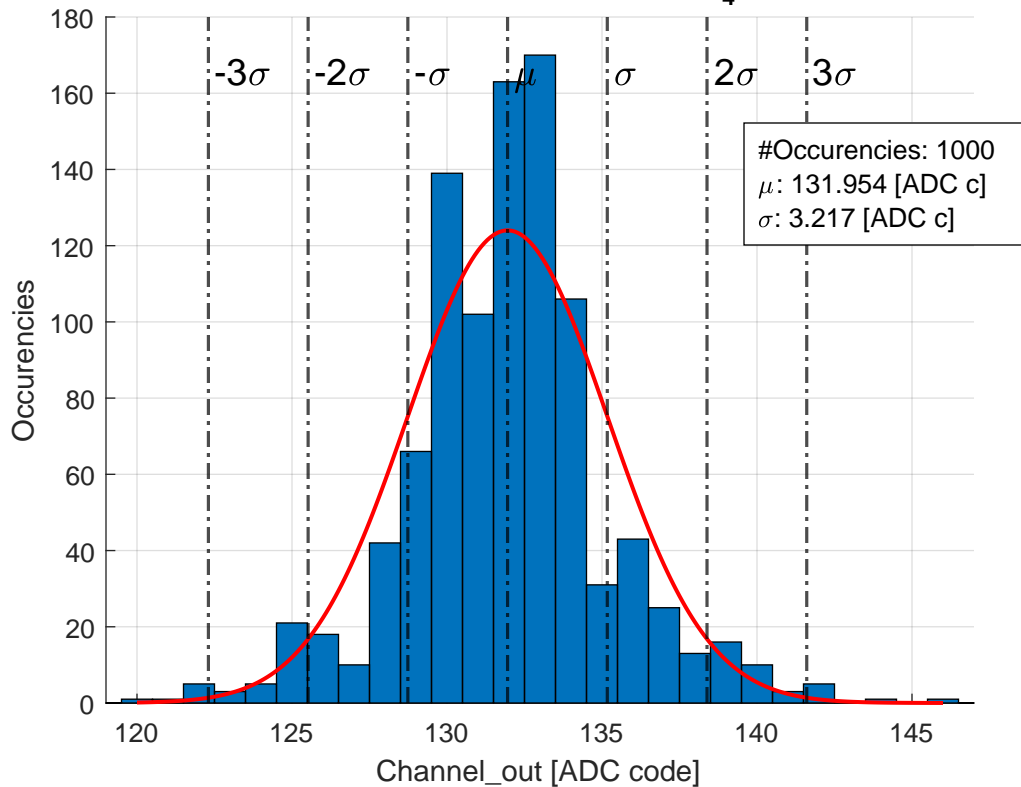 4
180
160
140
120
100
80
60
40
20
0
-3σ
-2σ
-σ
μ
σ
2σ
3σ
#Occurencies: 1000
μ: 131.954 [ADC c]
σ: 3.217 [ADC c]
Occurencies
120
125
130
135
140
145
Channel_out [ADC code]